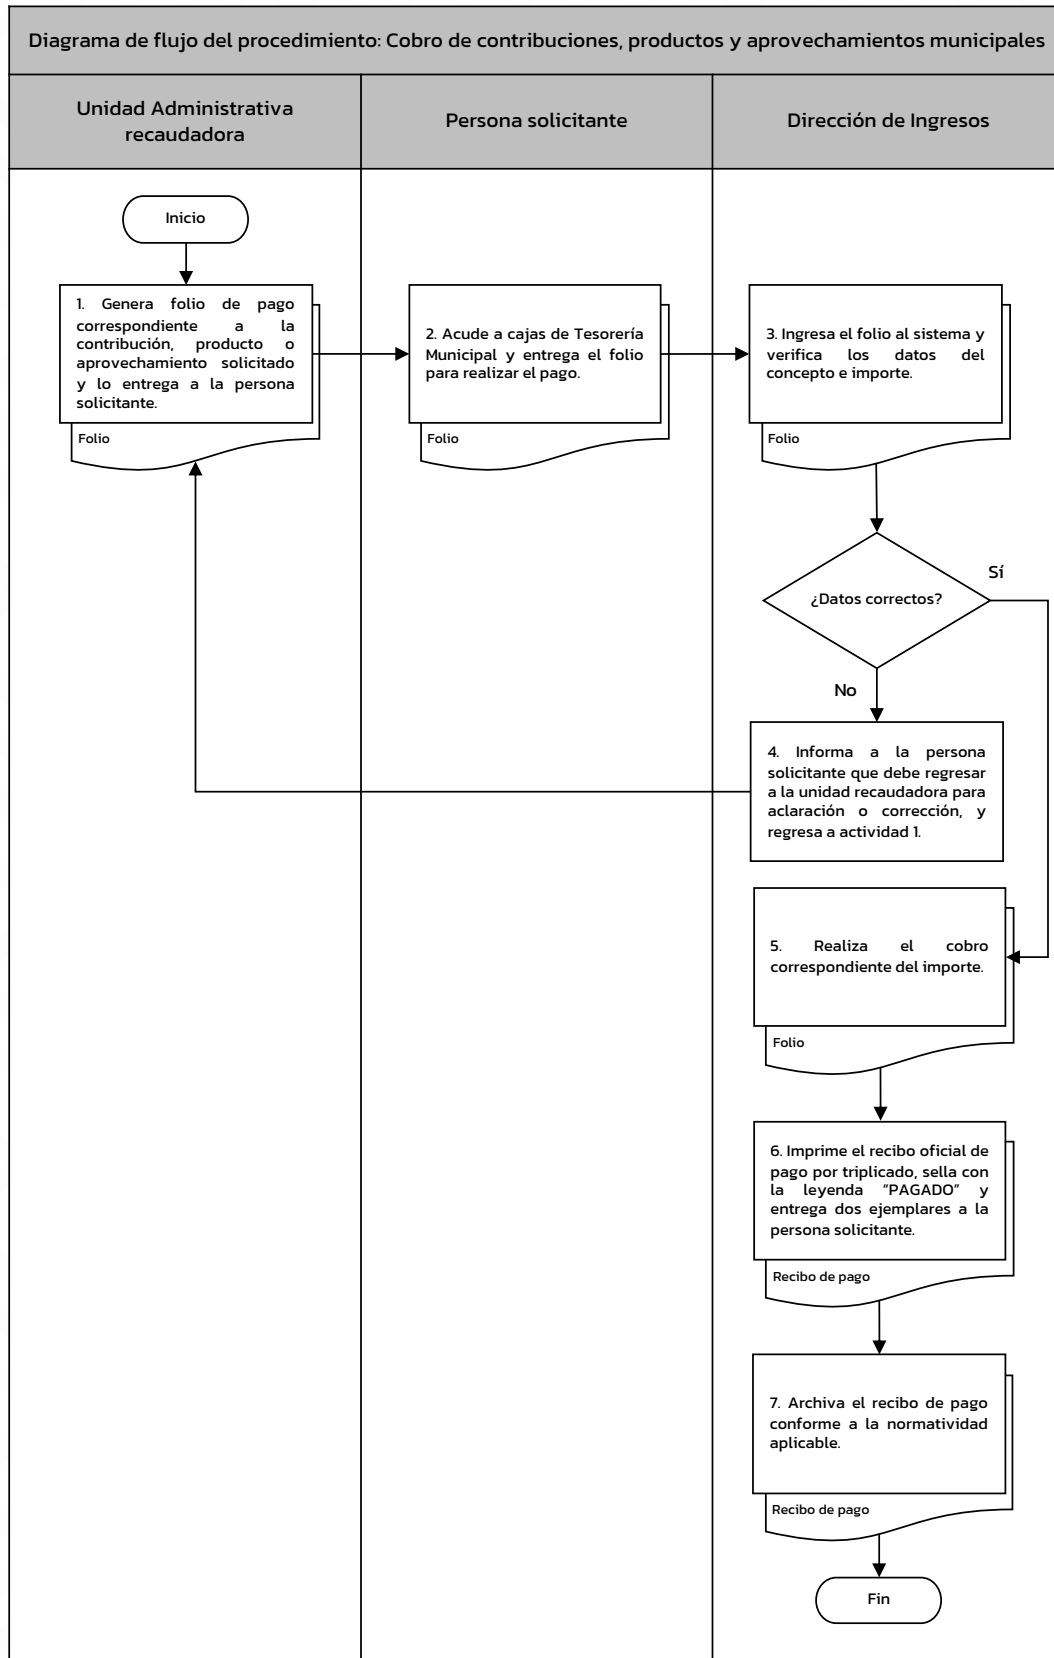 Diagrama de flujo del procedimiento: Cobro de contribuciones, productos y aprovechamientos municipales
Unidad Administrativa
recaudadora
Persona solicitante
Dirección de Ingresos
Inicio
1. Genera folio de pago
correspondiente a la
contribución, producto o
aprovechamiento solicitado
y lo entrega a la persona
solicitante.
Folio
2. Acude a cajas de Tesorería
Municipal y entrega el folio
para realizar el pago.
Folio
3. Ingresa el folio al sistema y
verifica los datos del
concepto e importe.
Folio
¿Datos correctos?
Sí
No
4. Informa a la persona
solicitante que debe regresar
a la unidad recaudadora para
aclaración o corrección, y
regresa a actividad 1.
5. Realiza el cobro
correspondiente del importe.
Folio
6. Imprime el recibo oficial de
pago por triplicado, sella con
la leyenda “PAGADO” y
entrega dos ejemplares a la
persona solicitante.
Recibo de pago
7. Archiva el recibo de pago
conforme a la normatividad
aplicable.
Recibo de pago
Fin